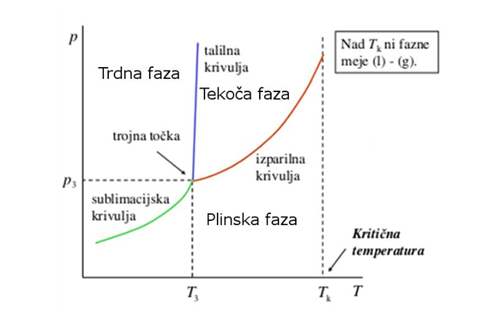 p
Trdna faza
talilna
krivulja
Tekoča faza
Nad Tk ni fazne
meje (l) - (g).
trojna točka
izparilna
krivulja
p3
sublimacijska
krivulja
Plinska faza
Kritična
temperatura
T3
Tk
T